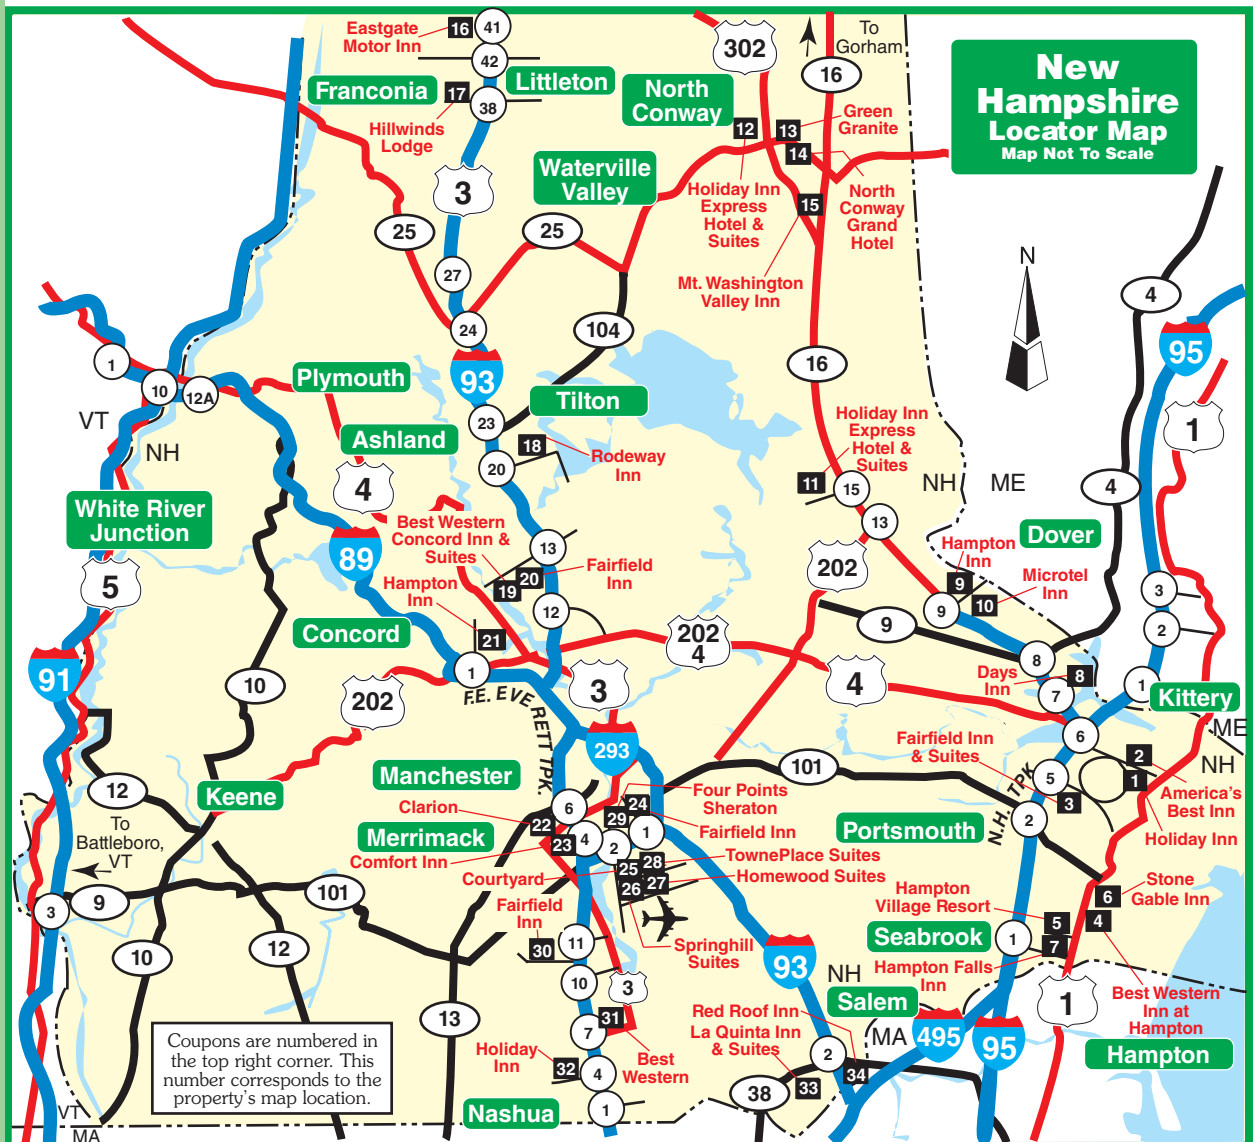 New
Hampshire
Locator Map
Map Not To Scale
Eastgate
Motor Inn
16
41
42
Littleton
Franconia
17
38
Hillwinds
Lodge
3
302
To
Gorham
16
North
Conway
12
13
Green
Granite
14
Waterville
Valley
Holiday Inn
Express
Hotel &
Suites
15
North
Conway
Grand
Hotel
Mt. Washington
Valley Inn
25
25
27
24
104
N
4
95
1
1
10
12A
VT
NH
Plymouth
93
16
Tilton
23
Ashland
18
20
Rodeway
Inn
4
Holiday Inn
Express
Hotel &
Suites
11
15
13
NH
ME
4
White River
Junction
5
89
Best Western
Concord Inn &
Suites
13
20
19
Fairfield
Inn
Hampton
Inn
12
21
202
Dover
Hampton
Inn
9
Microtel
Inn
10
9
9
3
2
Concord
91
10
202
1
F.E. EVERETT TPK.
3
202
4
4
8
Days
Inn
8
7
1
Kittery
6
ME
NH
293
Manchester
101
Fairfield Inn
& Suites
N.H. TPK
5
3
2
1
America's
Best Inn
Holiday Inn
12
Keene
To
Battleboro,
VT
Clarion
6
22
Merrimack
4
23
Comfort Inn
Four Points
Sheraton
24
29
2
1
Fairfield Inn
TownePlace Suites
28
25
27
26
Homewood Suites
Courtyard
Portsmouth
2
3
9
101
Fairfield
Inn
30
11
Springhill
Suites
Hampton
Village Resort
5
Stone
Gable Inn
6
4
Seabrook
1
7
Hampton Falls
Inn
10
12
10
3
93
NH
Salem
1
Best Western
Inn at
Hampton
Hampton
13
7
31
Best
Western
Red Roof Inn
La Quinta Inn
& Suites
MA
495
95
2
33
34
38
Holiday
Inn
32
4
Nashua
1
Coupons are numbered in
the top right corner. This
number corresponds to the
property's map location.
VT
MA